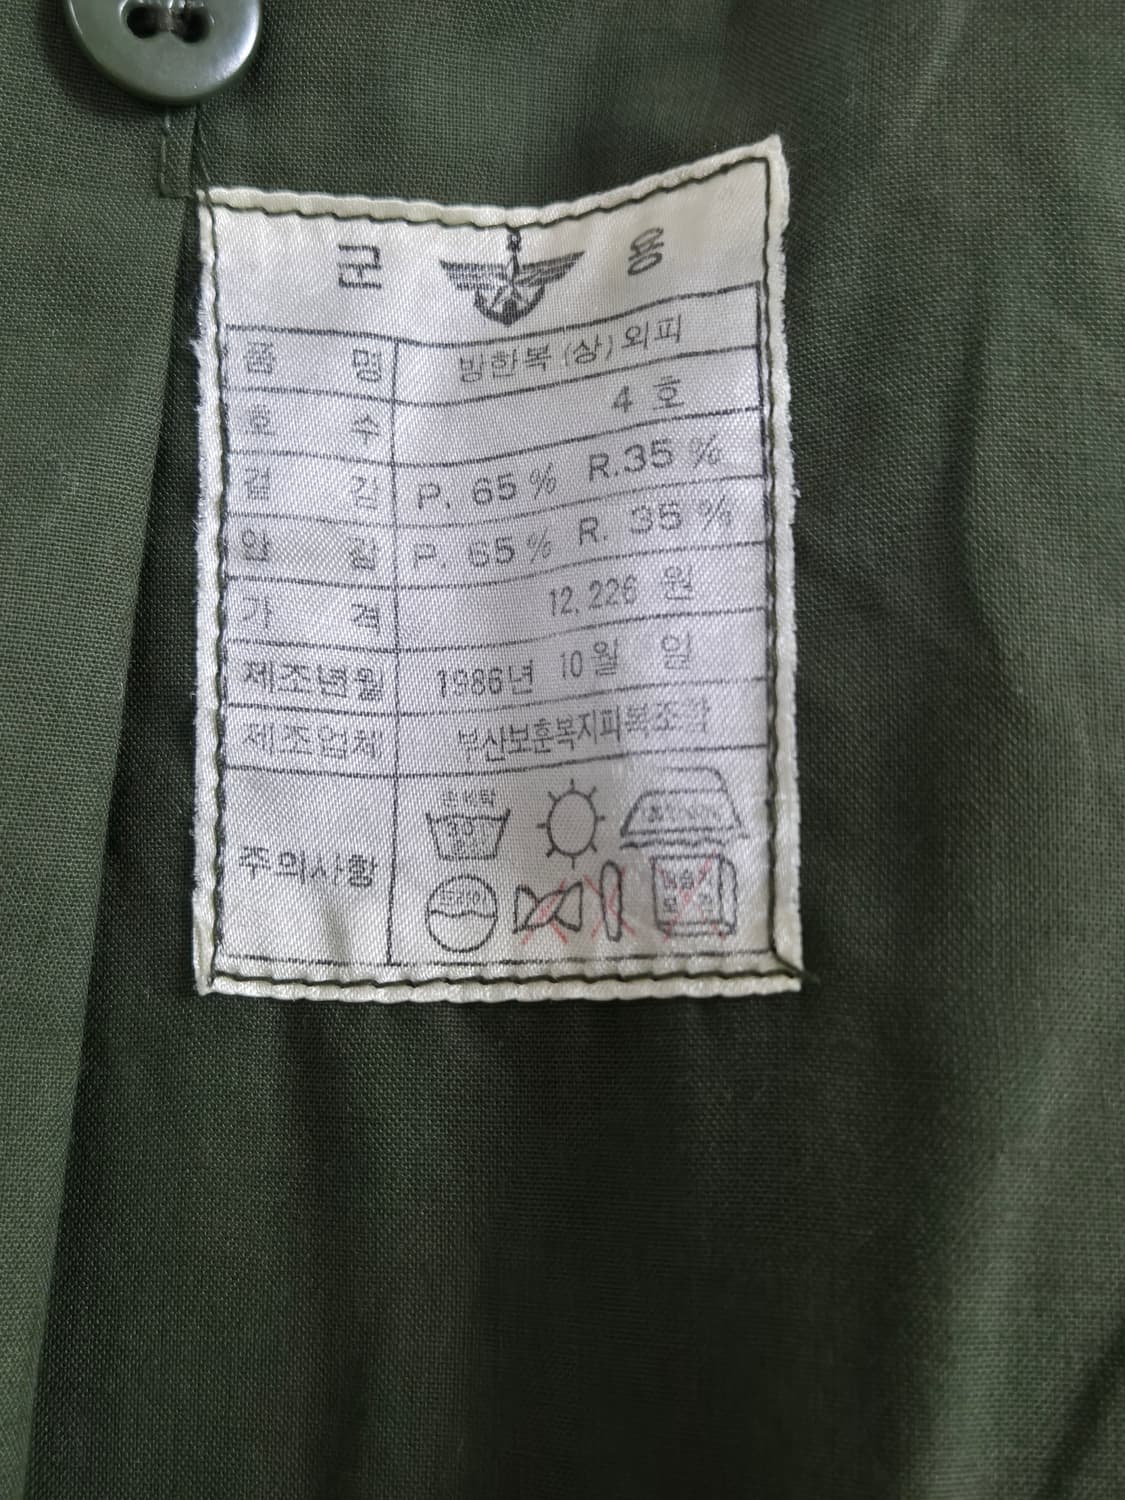 군 용
품 명 방한복 (상) 외피
호 수 4 호
겉 감 P. 65 % R. 35 %
안 감 P. 65 % R. 35 %
가 격 12,226 원
제조년월 1986년 10월 일
제조업체 부산보훈복지피복조합
주의사항
30